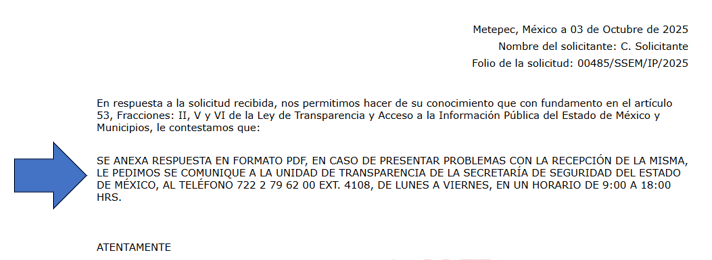 Metepec, México a 03 de Octubre de 2025
Nombre del solicitante: C. Solicitante
Folio de la solicitud: 00485/SSEM/IP/2025
En respuesta a la solicitud recibida, nos permitimos hacer de su conocimiento que con fundamento en el artículo
53, Fracciones: II, V y VI de la Ley de Transparencia y Acceso a la Información Pública del Estado de México y
Municipios, le contestamos que:
SE ANEXA RESPUESTA EN FORMATO PDF, EN CASO DE PRESENTAR PROBLEMAS CON LA RECEPCIÓN DE LA MISMA,
LE PEDIMOS SE COMUNIQUE A LA UNIDAD DE TRANSPARENCIA DE LA SECRETARÍA DE SEGURIDAD DEL ESTADO
DE MÉXICO, AL TELÉFONO 722 2 79 62 00 EXT. 4108, DE LUNES A VIERNES, EN UN HORARIO DE 9:00 A 18:00
HRS.
ATENTAMENTE